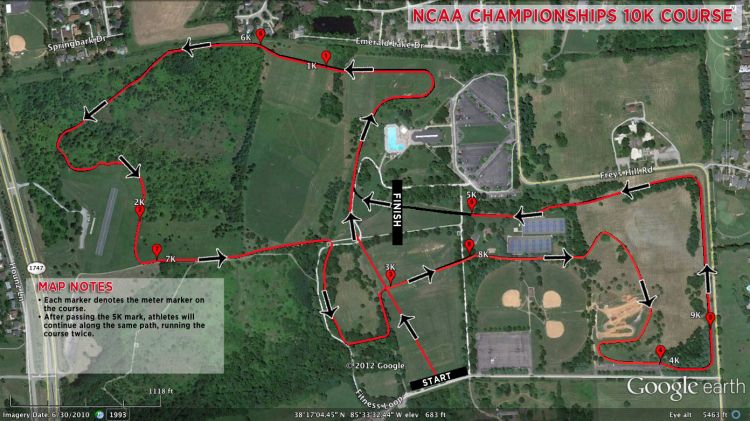 NCAA CHAMPIONSHIPS 10K COURSE
Springbark Dr
6K
Emerald Lake Dr
1K
Freys Hill Rd
2K
5K
FINISH
7K
8K
3K
1747
MAP NOTES
• Each marker denotes the meter marker on
the course.
• After passing the 5K mark, athletes will
continue along the same path, running the
course twice.
9K
4K
© 2012 Google
START
Fitness Loop
Google earth
1118 ft
Imagery Date: 6/30/2010
1993
38°17'04.45" N 85°33'32.44" W elev 683 ft
Eye alt 5463 ft